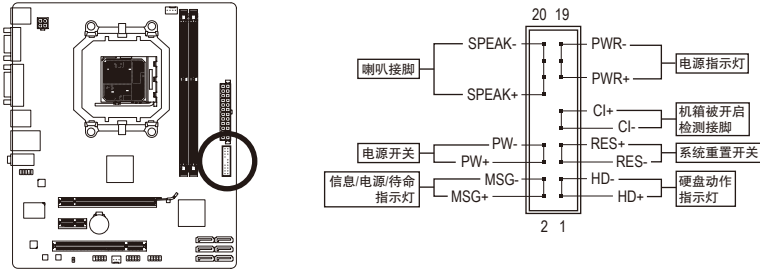 20 19
SPEAK-
PWR-
喇叭接脚
电源指示灯
PWR+
SPEAK+
CI+
机箱被开启
检测接脚
CI-
PW-
RES+
电源开关
系统重置开关
PW+
RES-
信息/电源/待命
指示灯
MSG-
HD-
硬盘动作
指示灯
MSG+
HD+
2 1